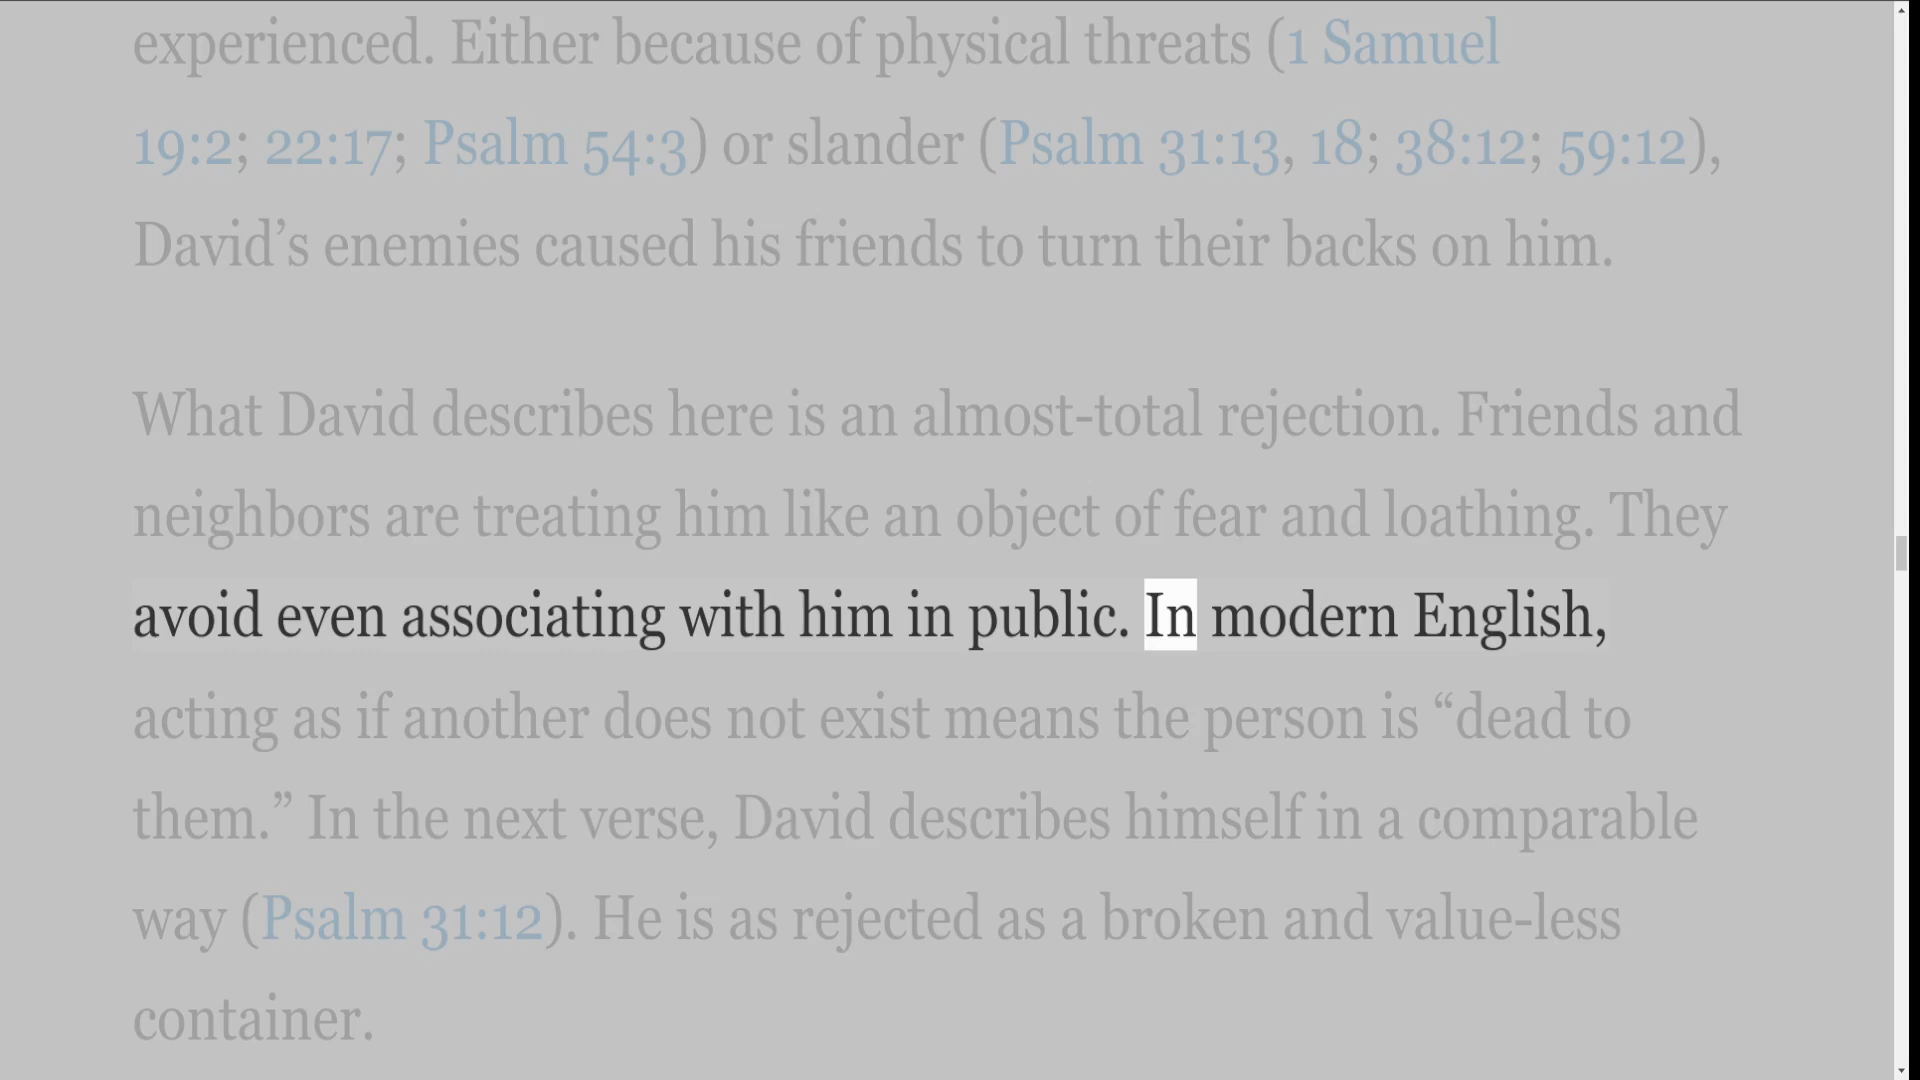 experienced. Either because of physical threats (1 Samuel
19:2; 22:17; Psalm 54:3) or slander (Psalm 31:13, 18; 38:12; 59:12),
David’s enemies caused his friends to turn their backs on him.
What David describes here is an almost-total rejection. Friends and
neighbors are treating him like an object of fear and loathing. They
avoid even associating with him in public. In modern English,
acting as if another does not exist means the person is “dead to
them.” In the next verse, David describes himself in a comparable
way (Psalm 31:12). He is as rejected as a broken and value-less
container.